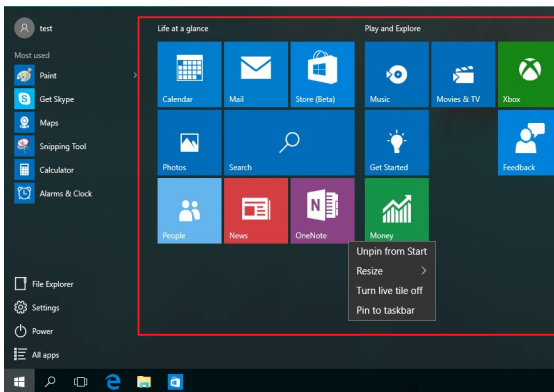 test
Most used
Paint
Get Skype
Maps
Snipping Tool
Calculator
Alarms & Clock
File Explorer
Settings
Power
All apps
Life at a glance
Calendar
Mail
Store (Beta)
Photos
Search
People
News
OneNote
Play and Explore
Music
Movies & TV
Xbox
Get Started
Feedback
Money
Unpin from Start
Resize
Turn live tile off
Pin to taskbar